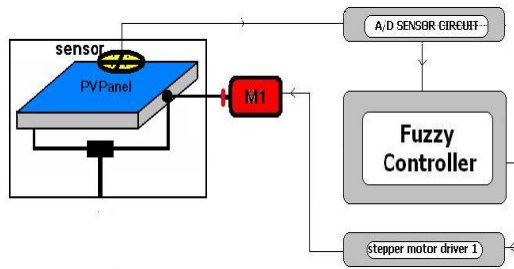 sensor
PVPanel
M1
A/D SENSOR CIRCUIT
Fuzzy
Controller
stepper motor driver 1